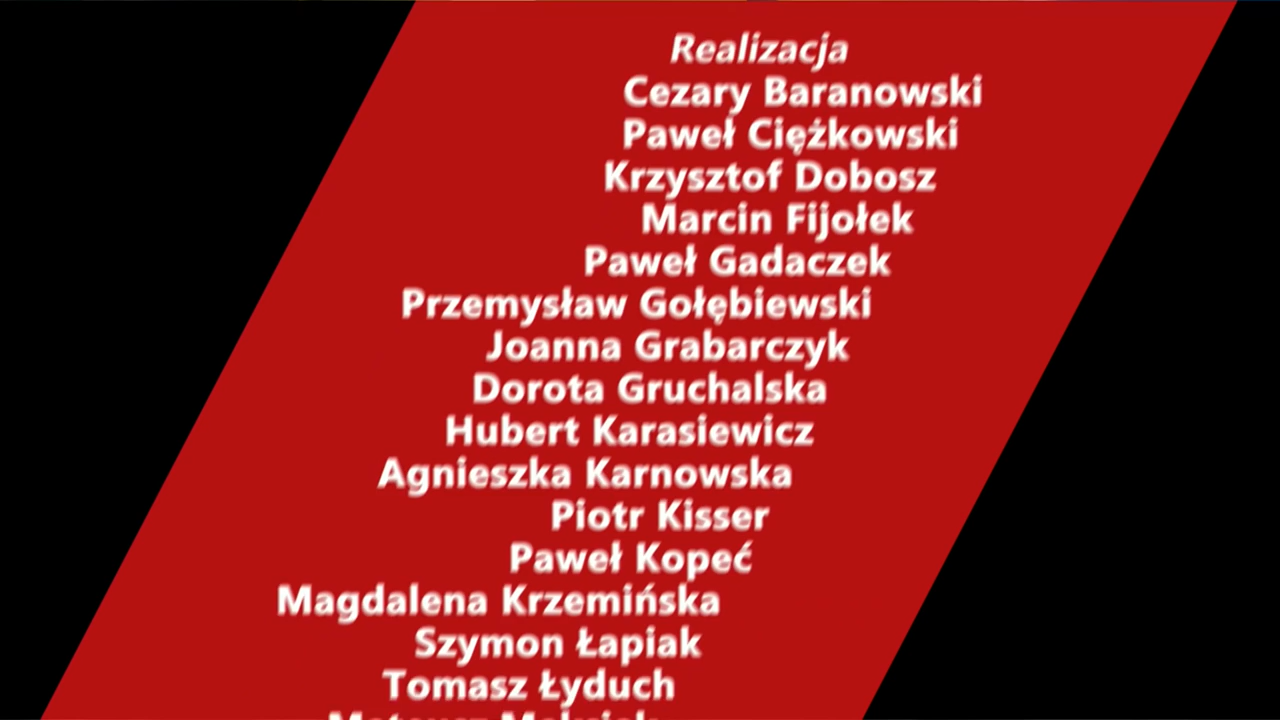 Realizacja
Cezary Baranowski
Paweł Ciężkowski
Krzysztof Dobosz
Marcin Fijołek
Paweł Gadaczek
Przemysław Gołębiewski
Joanna Grabarczyk
Dorota Gruchalska
Hubert Karasiewicz
Agnieszka Karnowska
Piotr Kisser
Paweł Kopeć
Magdalena Krzemińska
Szymon Łapiak
Tomasz Łyduch